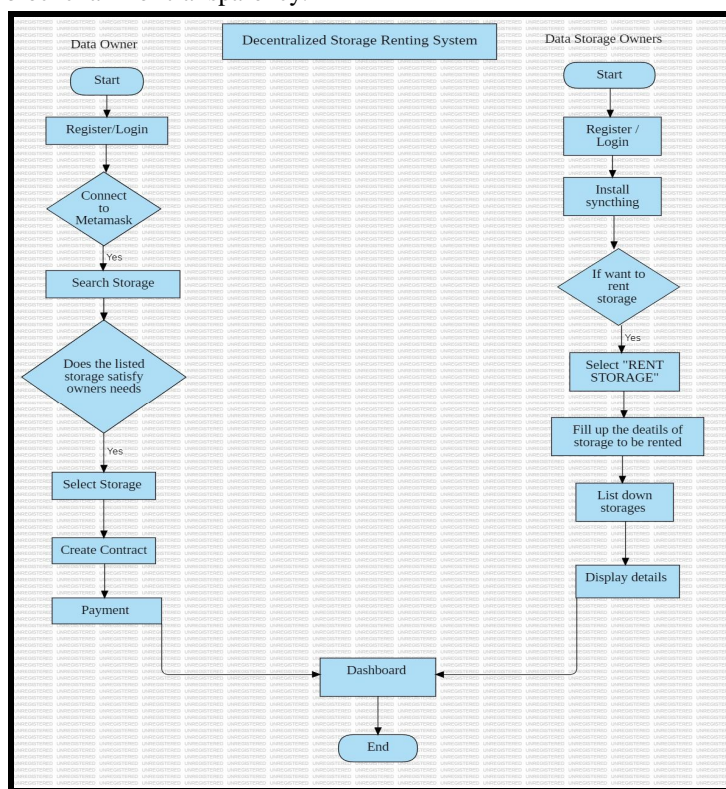 Decentralized Storage Renting System
Data Owner
Start
Register/Login
Connect
to
Metamask
Yes
Search Storage
Does the listed
storage satisfy
owners needs
Yes
Select Storage
Create Contract
Payment
Data Storage Owners
Start
Register /
Login
Install
syncthing
If want to
rent
storage
Yes
Select "RENT
STORAGE"
Fill up the deatils of
storage to be rented
List down
storages
Display details
Dashboard
End